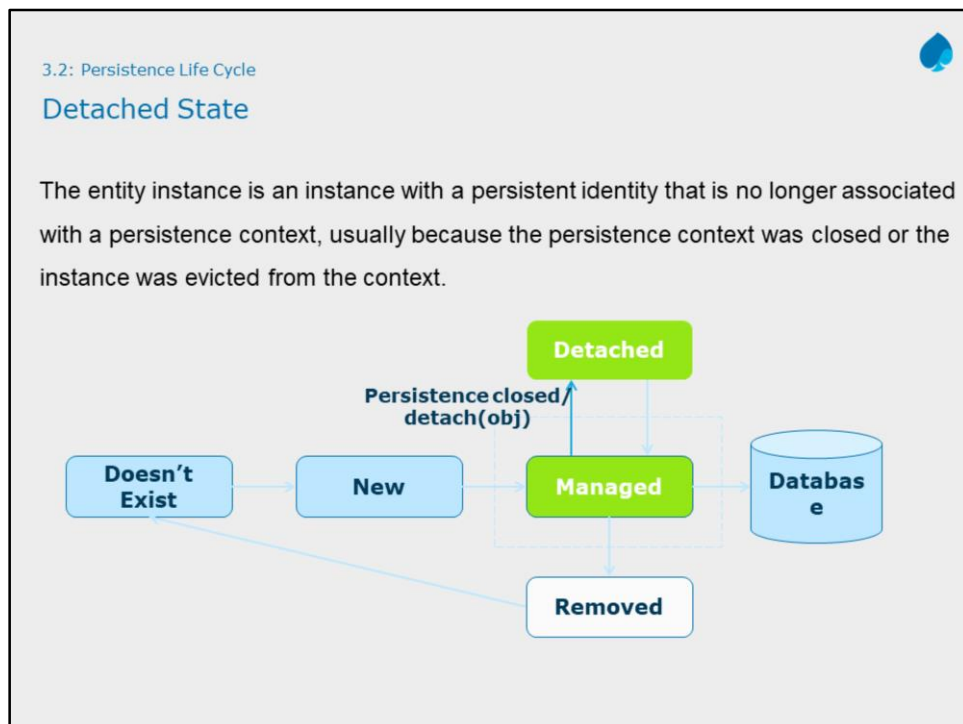 3.2: Persistence Life Cycle
Detached State
The entity instance is an instance with a persistent identity that is no longer associated
with a persistence context, usually because the persistence context was closed or the
instance was evicted from the context.
Detached
Persistence closed/
detach(obj)
Doesn't
Exist
New
Managed
Databas
e
Removed